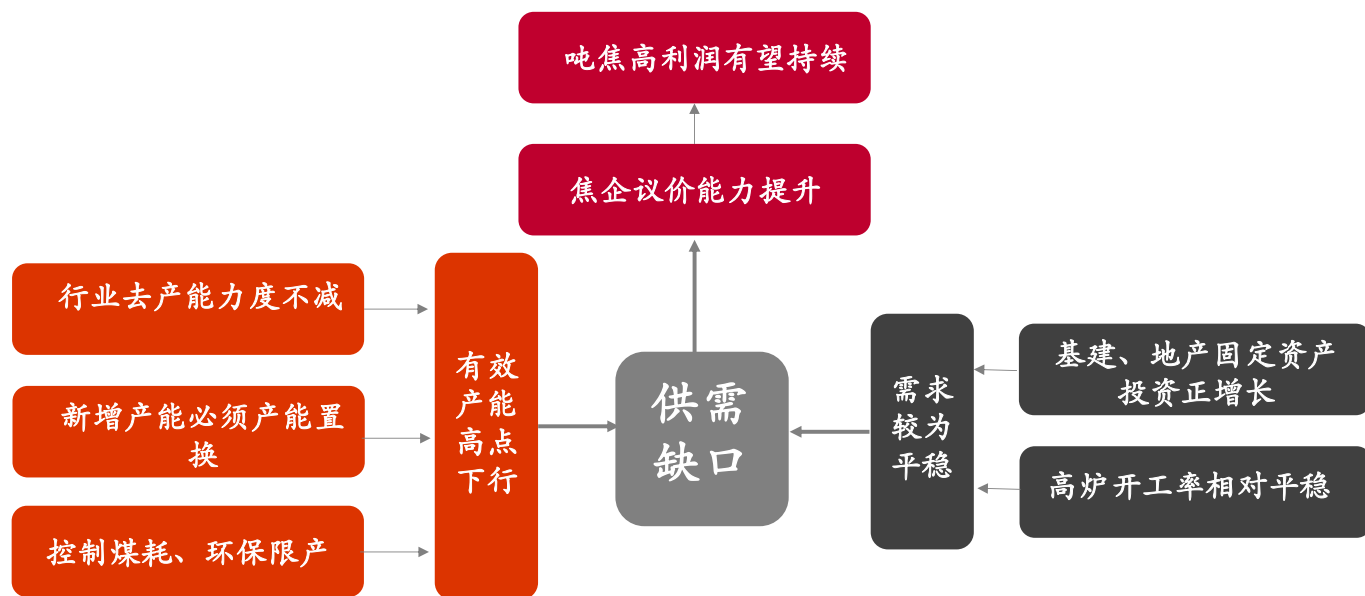 吨焦高利润有望持续
焦企议价能力提升
行业去产能力度不减
新增产能必须产能置
换
控制煤耗、环保限产
有效
产能
高点
下行
供需
缺口
需求
较为
平稳
基建、地产固定资产
投资正增长
高炉开工率相对平稳